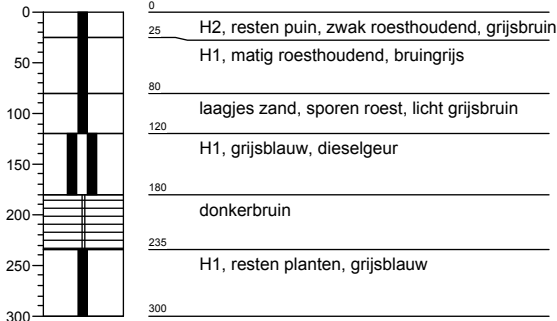 0
0
H2, resten puin, zwak roesthoudend, grijsbruin
25
H1, matig roesthoudend, bruingrijs
50
80
laagjes zand, sporen roest, licht grijsbruin
100
120
H1, grijsblauw, dieselgeur
150
180
donkerbruin
200
235
H1, resten planten, grijsblauw
250
300
300